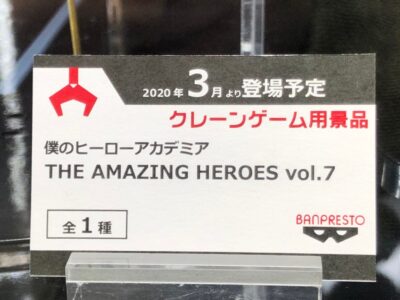 2020年3月より登場予定
クレーンゲーム用景品
僕のヒーローアカデミア
THE AMAZING HEROES vol.7
全1種
BANPRESTO